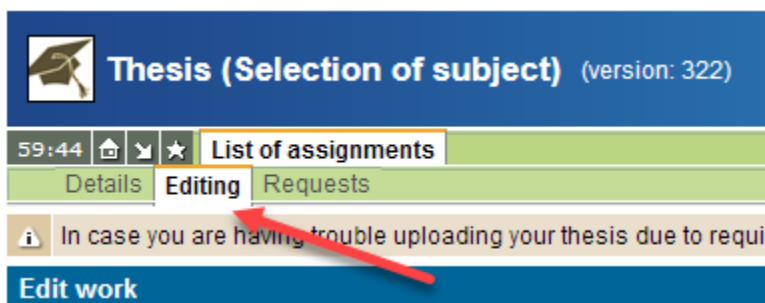 Thesis (Selection of subject) (version: 322)
59:44 List of assignments
Details Editing Requests
i In case you are having trouble uploading your thesis due to requi
Edit work